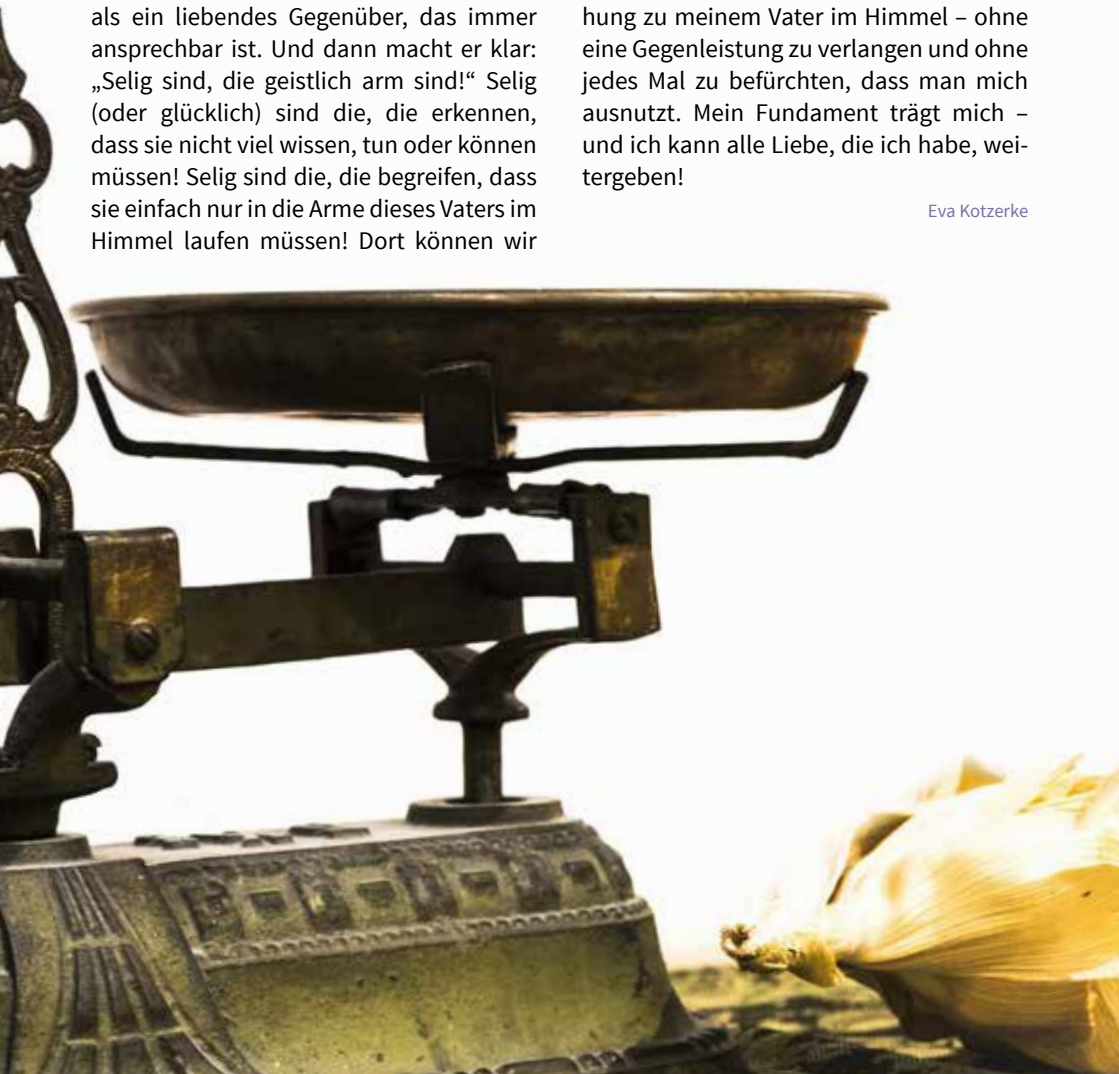 als ein liebendes Gegenüber, das immer
ansprechbar ist. Und dann macht er klar:
„Selig sind, die geistlich arm sind!“ Selig
(oder glücklich) sind die, die erkennen,
dass sie nicht viel wissen, tun oder können
müssen! Selig sind die, die begreifen, dass
sie einfach nur in die Arme dieses Vaters im
Himmel laufen müssen! Dort können wir
hung zu meinem Vater im Himmel – ohne
eine Gegenleistung zu verlangen und ohne
jedes Mal zu befürchten, dass man mich
ausnutzt. Mein Fundament trägt mich –
und ich kann alle Liebe, die ich habe, wei-
tergeben!
Eva Kotzerke